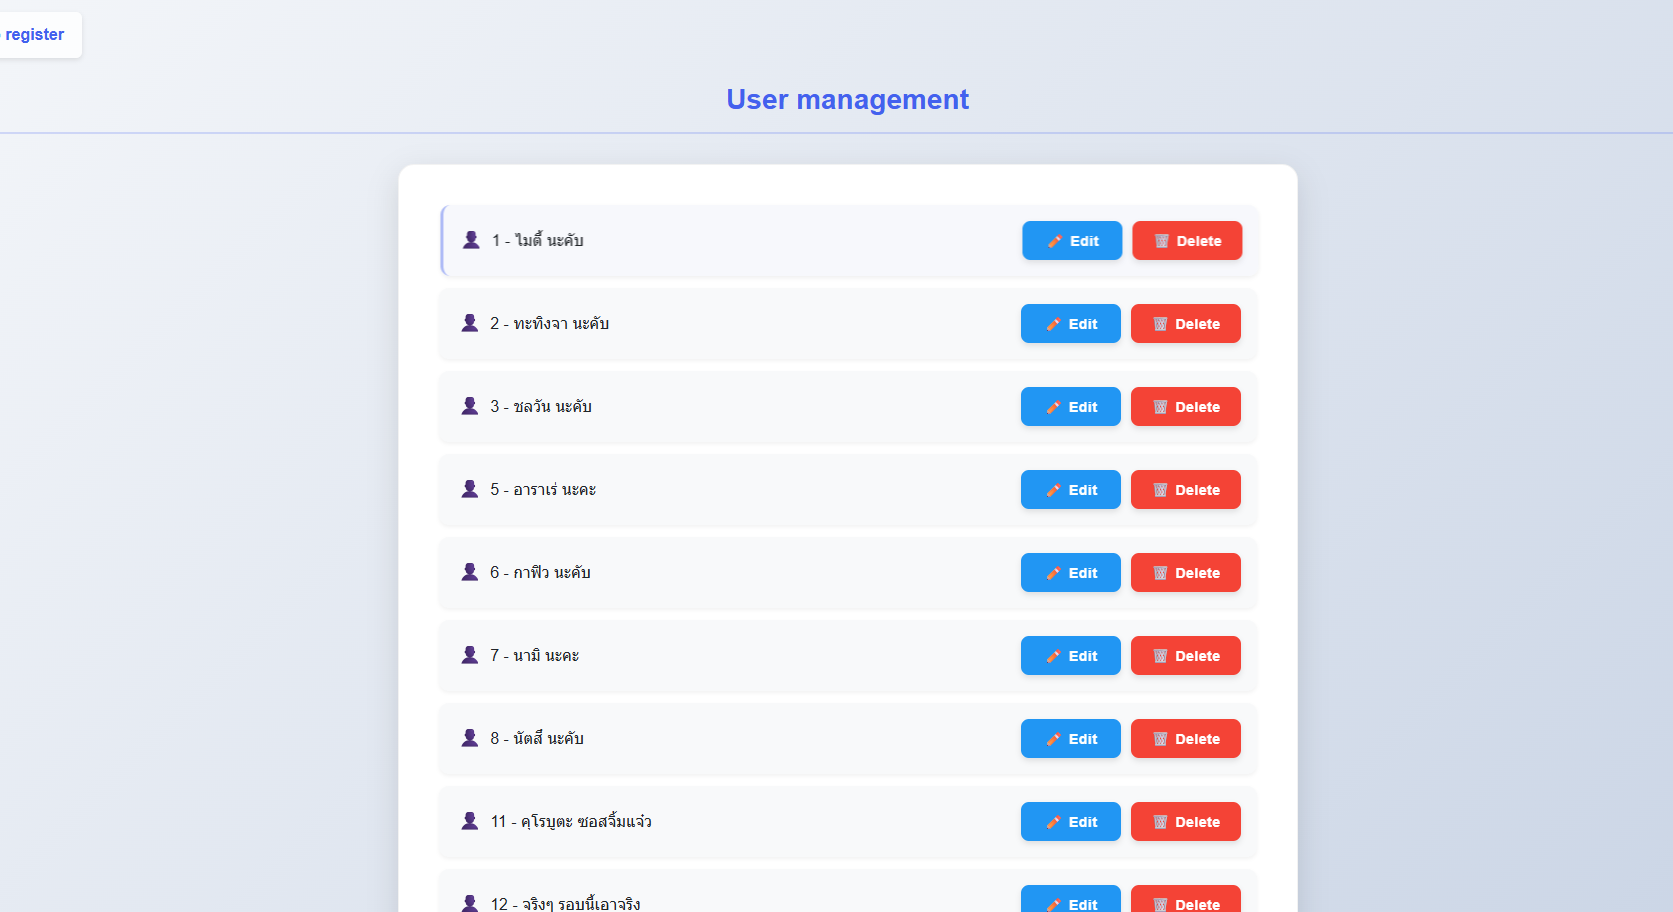 register
User management
1 - ไมตี้ นะคับ Edit Delete
2 - ทะทิงจา นะคับ Edit Delete
3 - ชลวัน นะคับ Edit Delete
5 - อาราเร่ นะคะ Edit Delete
6 - กาฟิว นะคับ Edit Delete
7 - นามิ นะคะ Edit Delete
8 - นัตสึ นะคับ Edit Delete
11 - คุโรบูตะ ซอสจิ้มแจ๋ว Edit Delete
12 - จริงๆ รอบนี้เอาจริง Edit Delete